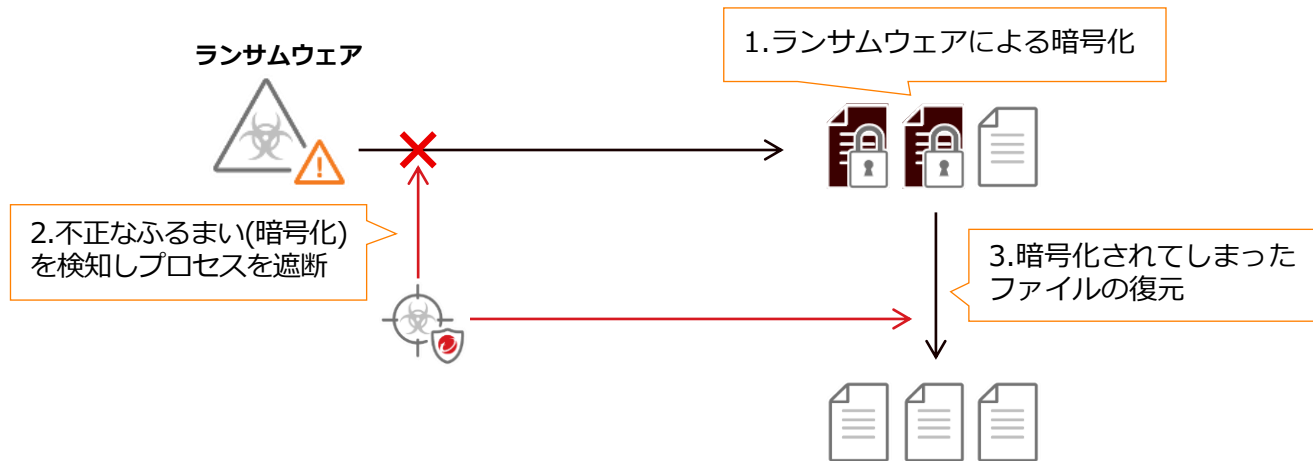 ランサムウェア
1.ランサムウェアによる暗号化
2.不正なふるまい(暗号化)
を検知しプロセスを遮断
3.暗号化されてしまった
ファイルの復元